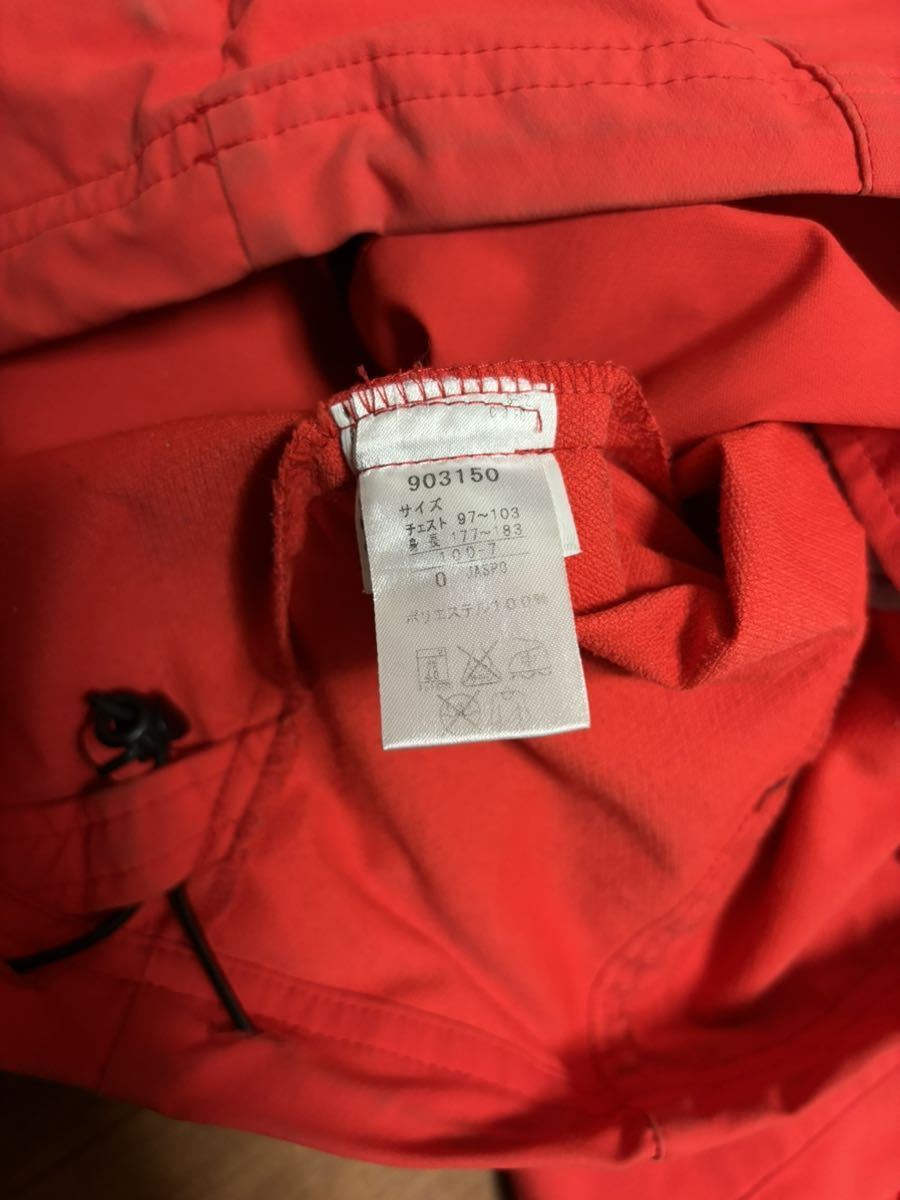 903150
サイズ
チェスト 97~103
身長 177~183
100-7
O JASPO
ポリエステル100%